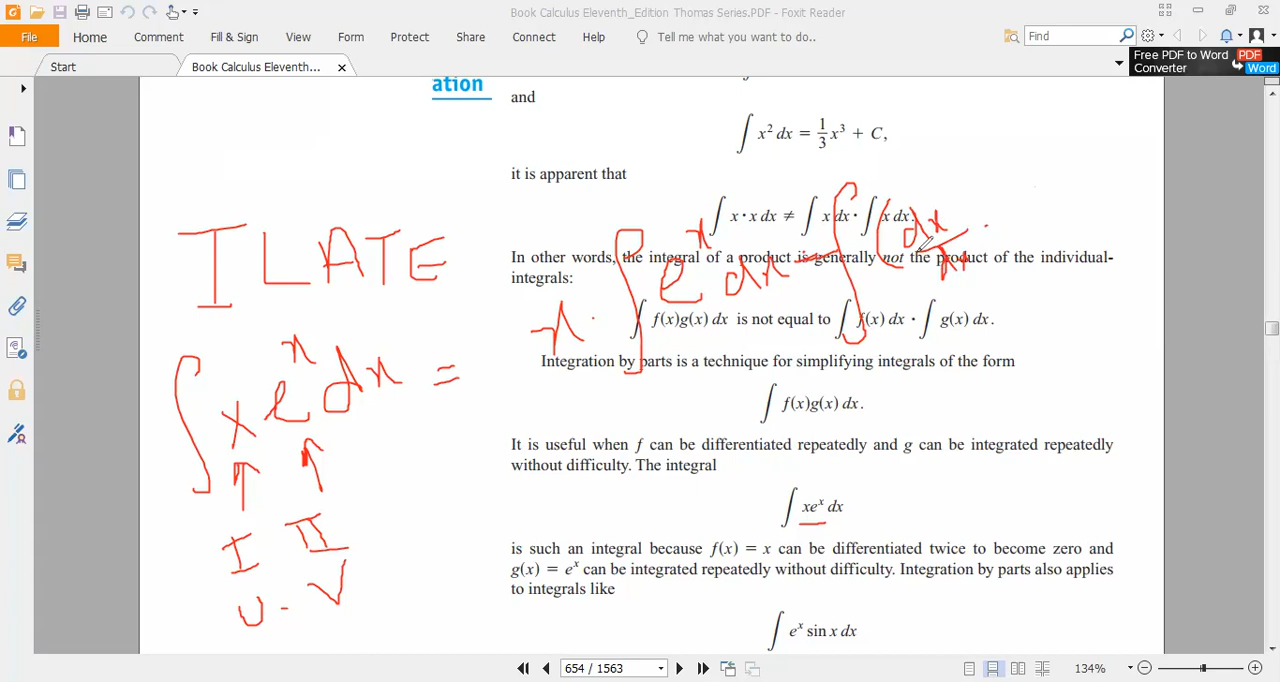 Book Calculus Eleventh_Edition Thomas Series.PDF - Foxit Reader
File Home Comment Fill & Sign View Form Protect Share Connect Help Tell me what you want to do.. Find
Start Book Calculus Eleventh_Edition... Free PDF to Word Converter PDF Word
ation
and
∫ x² dx = 1/3 x³ + C,
it is apparent that
∫ x · x dx ≠ ∫ x dx · ∫ x dx.
In other words, the integral of a product is generally not the product of the individual-
integrals:
∫ f(x)g(x) dx is not equal to ∫ f(x) dx · ∫ g(x) dx.
Integration by parts is a technique for simplifying integrals of the form
∫ f(x)g(x) dx.
It is useful when f can be differentiated repeatedly and g can be integrated repeatedly
without difficulty. The integral
∫ xeˣ dx
is such an integral because f(x) = x can be differentiated twice to become zero and
g(x) = eˣ can be integrated repeatedly without difficulty. Integration by parts also applies
to integrals like
∫ eˣ sin x dx
ILATE
∫ x eˣ dx = x · ∫ eˣ dx − ∫ (dx/dx ·
I II
U · V
654 / 1563 134%